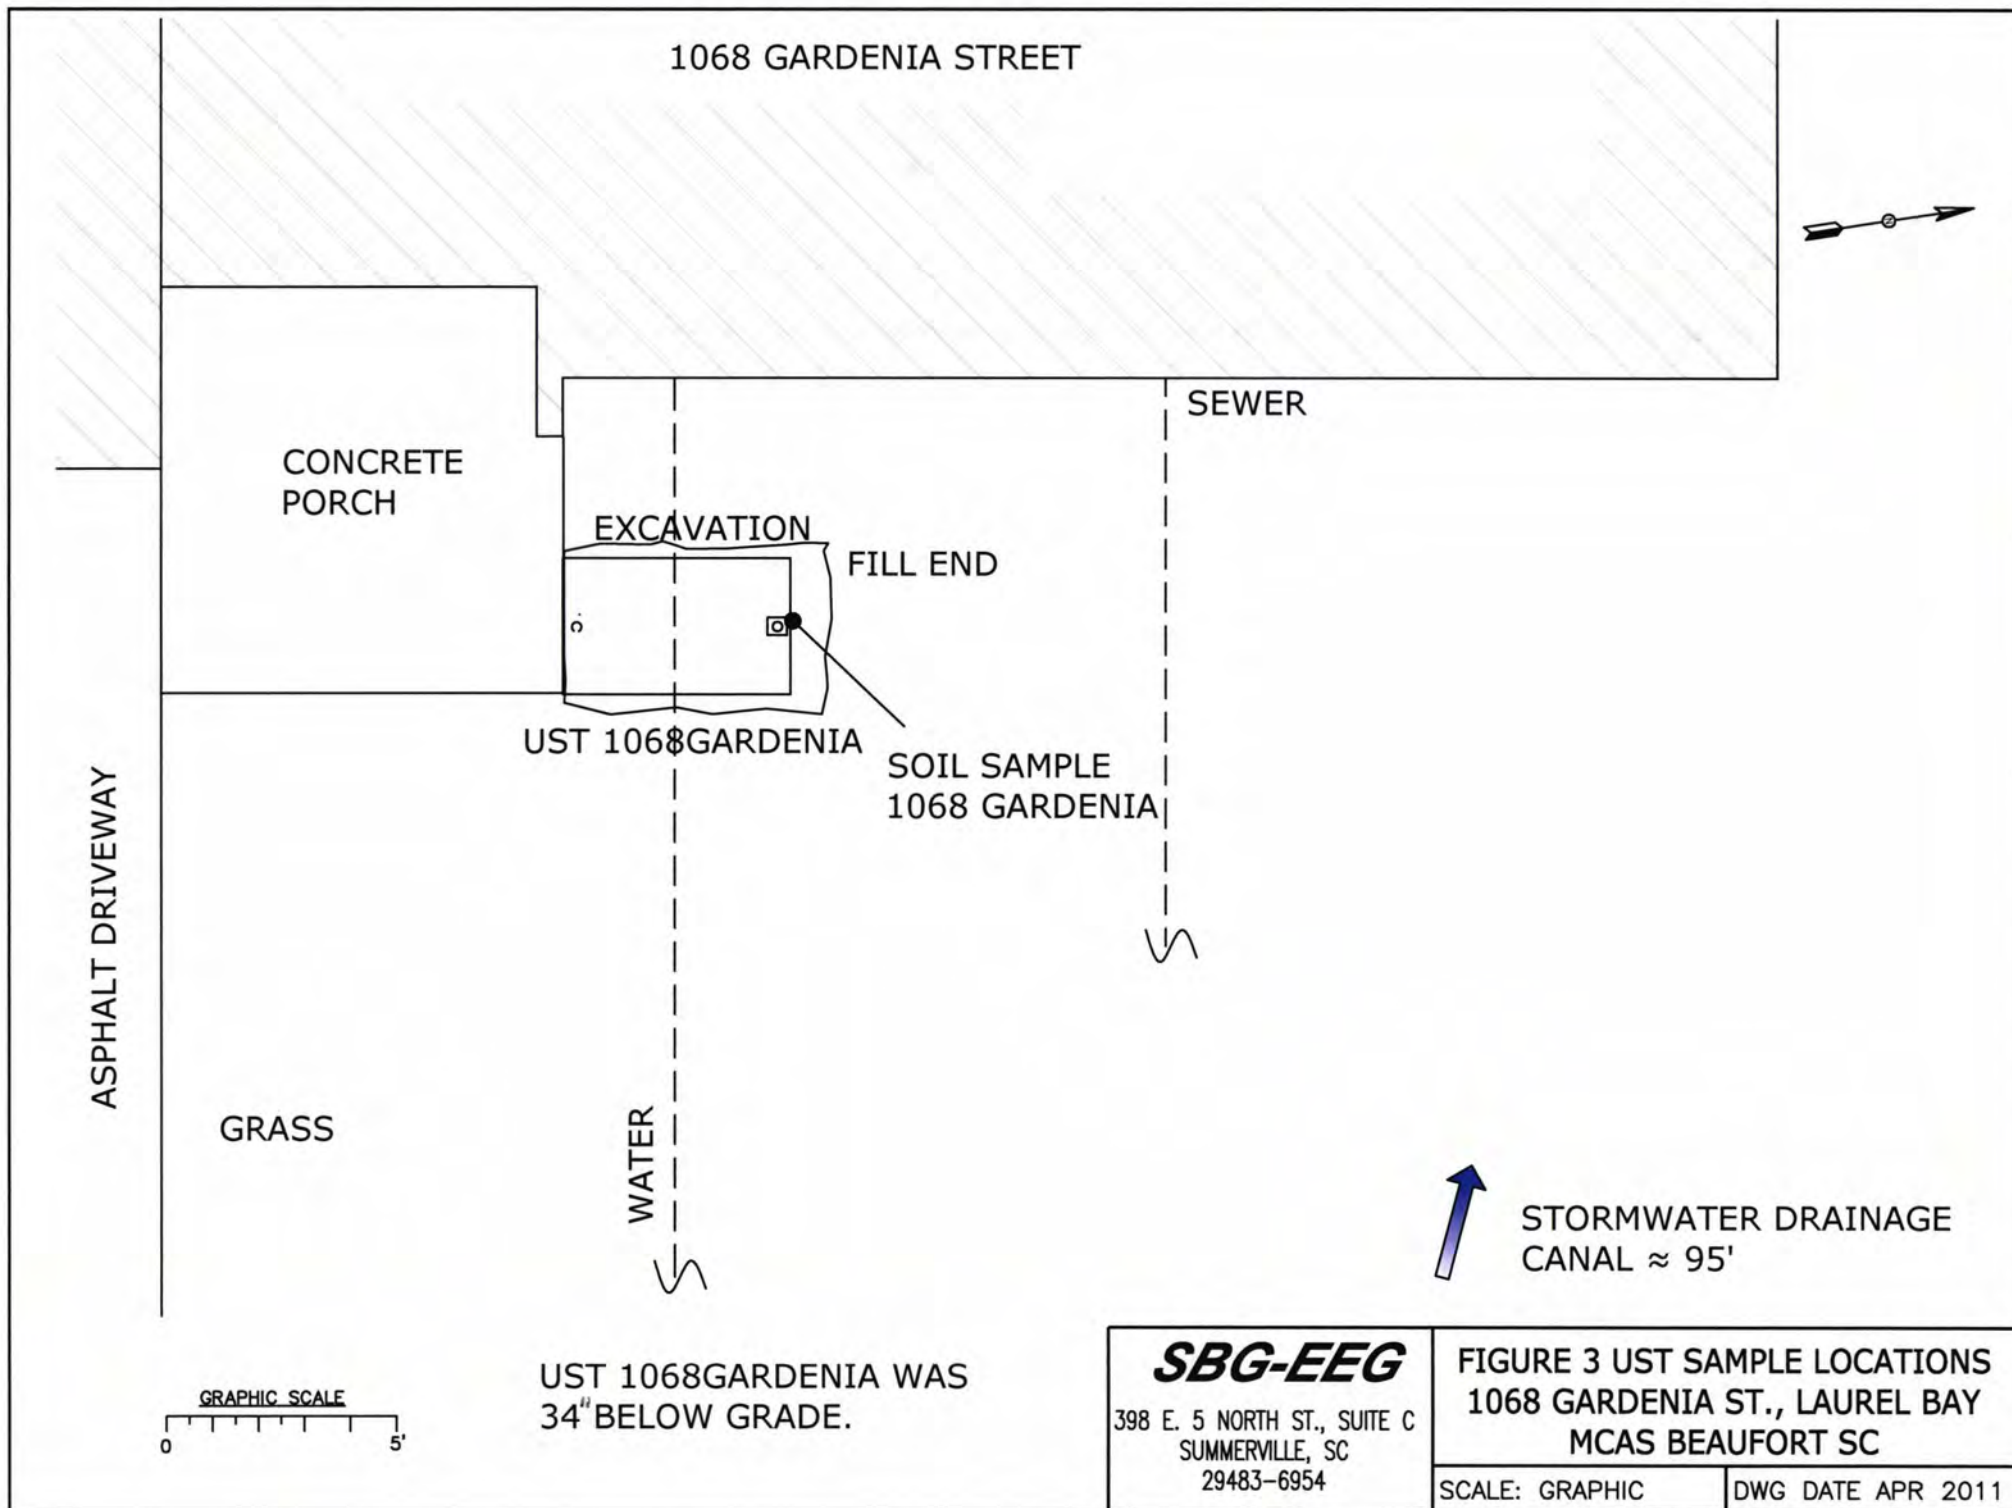 1068 GARDENIA STREET
SEWER
CONCRETE
PORCH
EXCAVATION
FILL END
UST 1068GARDENIA
SOIL SAMPLE
1068 GARDENIA
ASPHALT DRIVEWAY
GRASS
WATER
STORMWATER DRAINAGE
CANAL ≈ 95'
GRAPHIC SCALE
0 5'
UST 1068GARDENIA WAS
34" BELOW GRADE.
SBG-EEG
398 E. 5 NORTH ST., SUITE C
SUMMERVILLE, SC
29483-6954
FIGURE 3 UST SAMPLE LOCATIONS
1068 GARDENIA ST., LAUREL BAY
MCAS BEAUFORT SC
SCALE: GRAPHIC
DWG DATE APR 2011